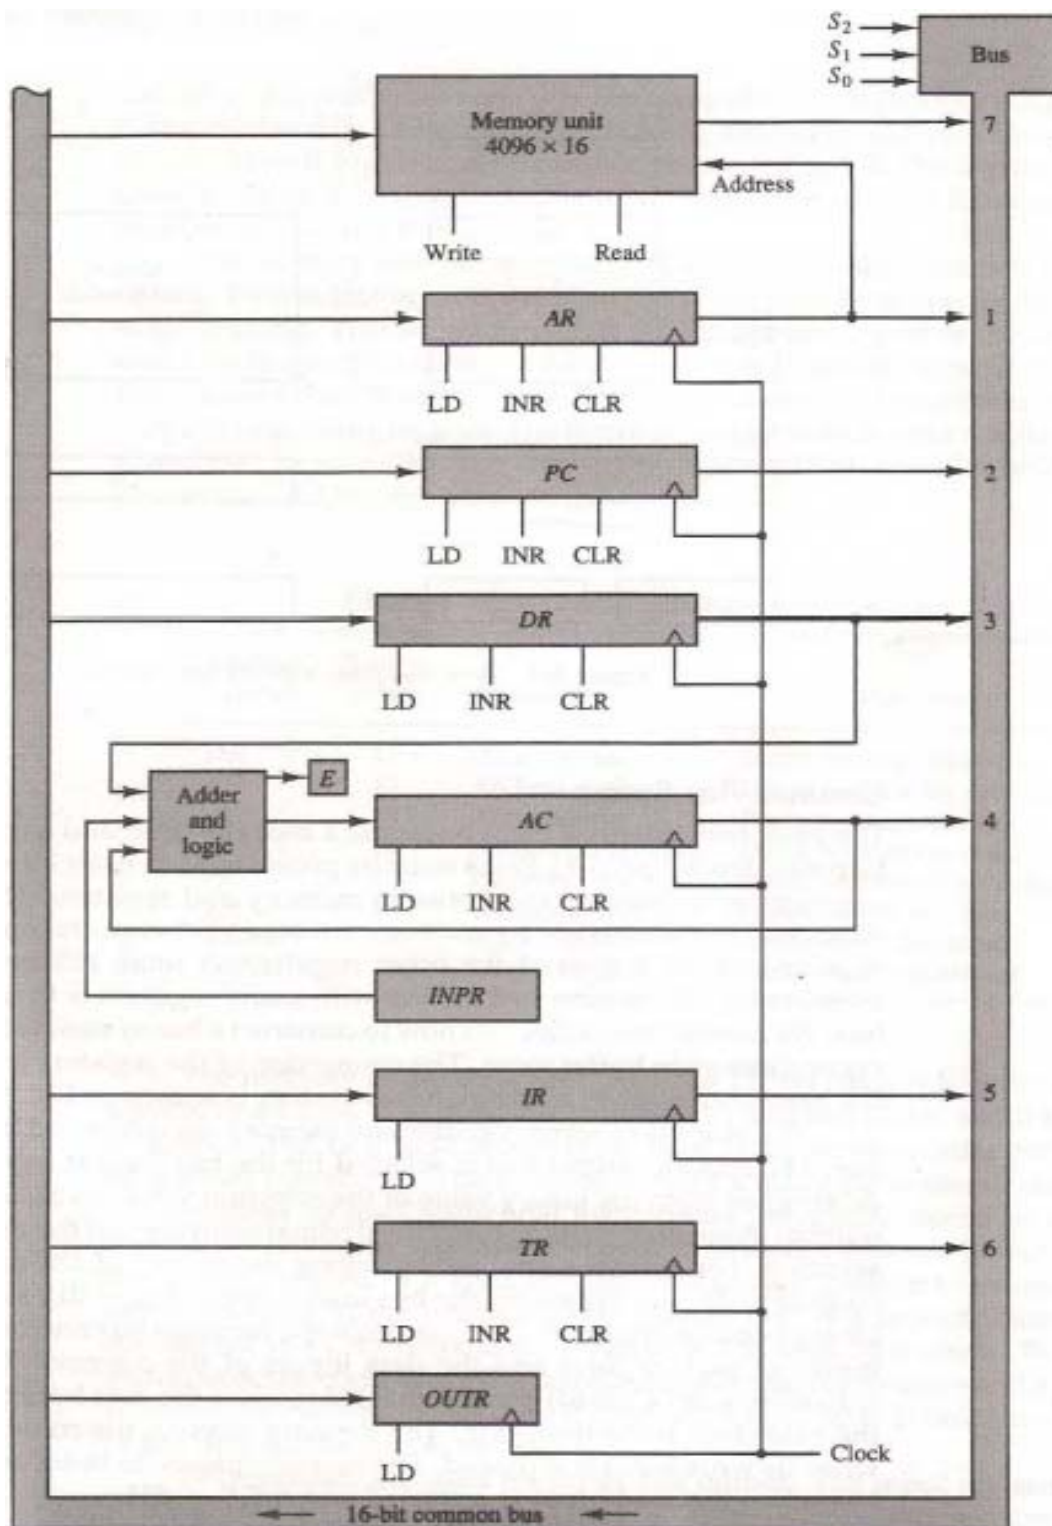 S2
S1
S0
Bus
Memory unit
4096 × 16
7
Address
Write Read
AR
1
LD INR CLR
PC
2
LD INR CLR
DR
3
LD INR CLR
Adder
and
logic
E
AC
4
LD INR CLR
INPR
IR
5
LD
TR
6
LD INR CLR
OUTR
LD
Clock
16-bit common bus